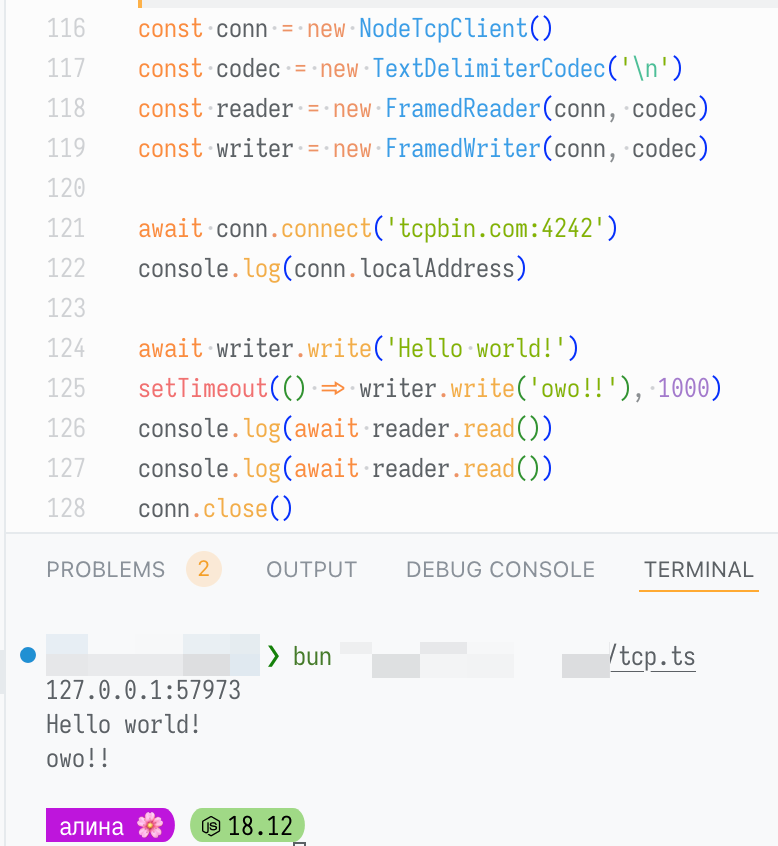 116 const conn = new NodeTcpClient()
117 const codec = new TextDelimiterCodec('\n')
118 const reader = new FramedReader(conn, codec)
119 const writer = new FramedWriter(conn, codec)
120
121 await conn.connect('tcpbin.com:4242')
122 console.log(conn.localAddress)
123
124 await writer.write('Hello world!')
125 setTimeout(() => writer.write('owo!!'), 1000)
126 console.log(await reader.read())
127 console.log(await reader.read())
128 conn.close()
PROBLEMS 2 OUTPUT DEBUG CONSOLE TERMINAL
❯ bun /tcp.ts
127.0.0.1:57973
Hello world!
owo!!
алина 🌸 JS 18.12